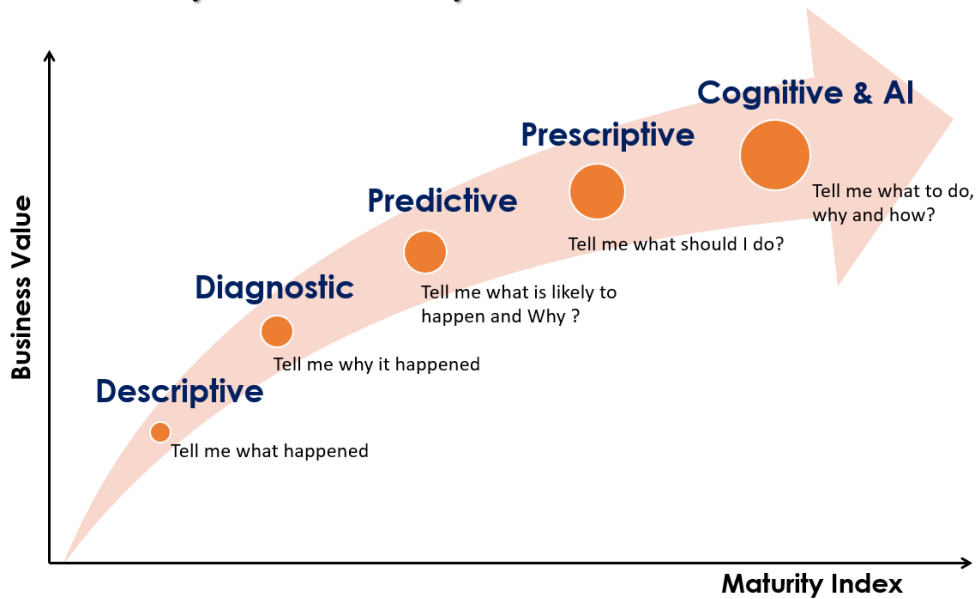 Cognitive & AI
Prescriptive
Tell me what to do,
why and how?
Predictive
Tell me what should I do?
Diagnostic
Tell me what is likely to
happen and Why ?
Tell me why it happened
Descriptive
Tell me what happened
Business Value
Maturity Index